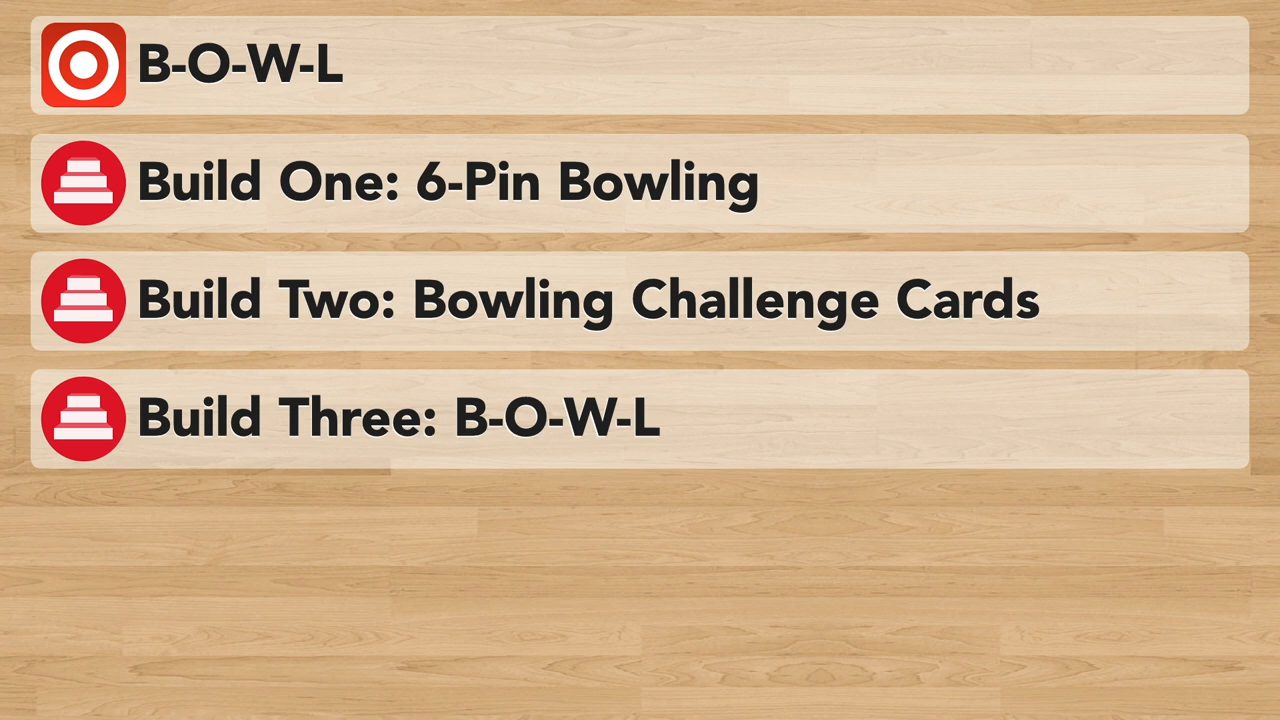 B-O-W-L
Build One: 6-Pin Bowling
Build Two: Bowling Challenge Cards
Build Three: B-O-W-L